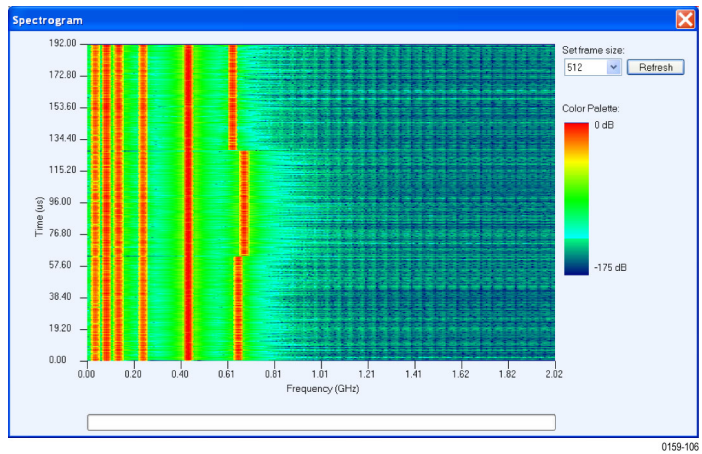 Spectrogram
Set frame size:
512
Refresh
Color Palette:
0 dB
-175 dB
Time (us)
192.00
172.80
153.60
134.40
115.20
96.00
76.80
57.60
38.40
19.20
0.00
0.00 0.20 0.40 0.61 0.81 1.01 1.21 1.41 1.62 1.82 2.02
Frequency (GHz)
0159-106